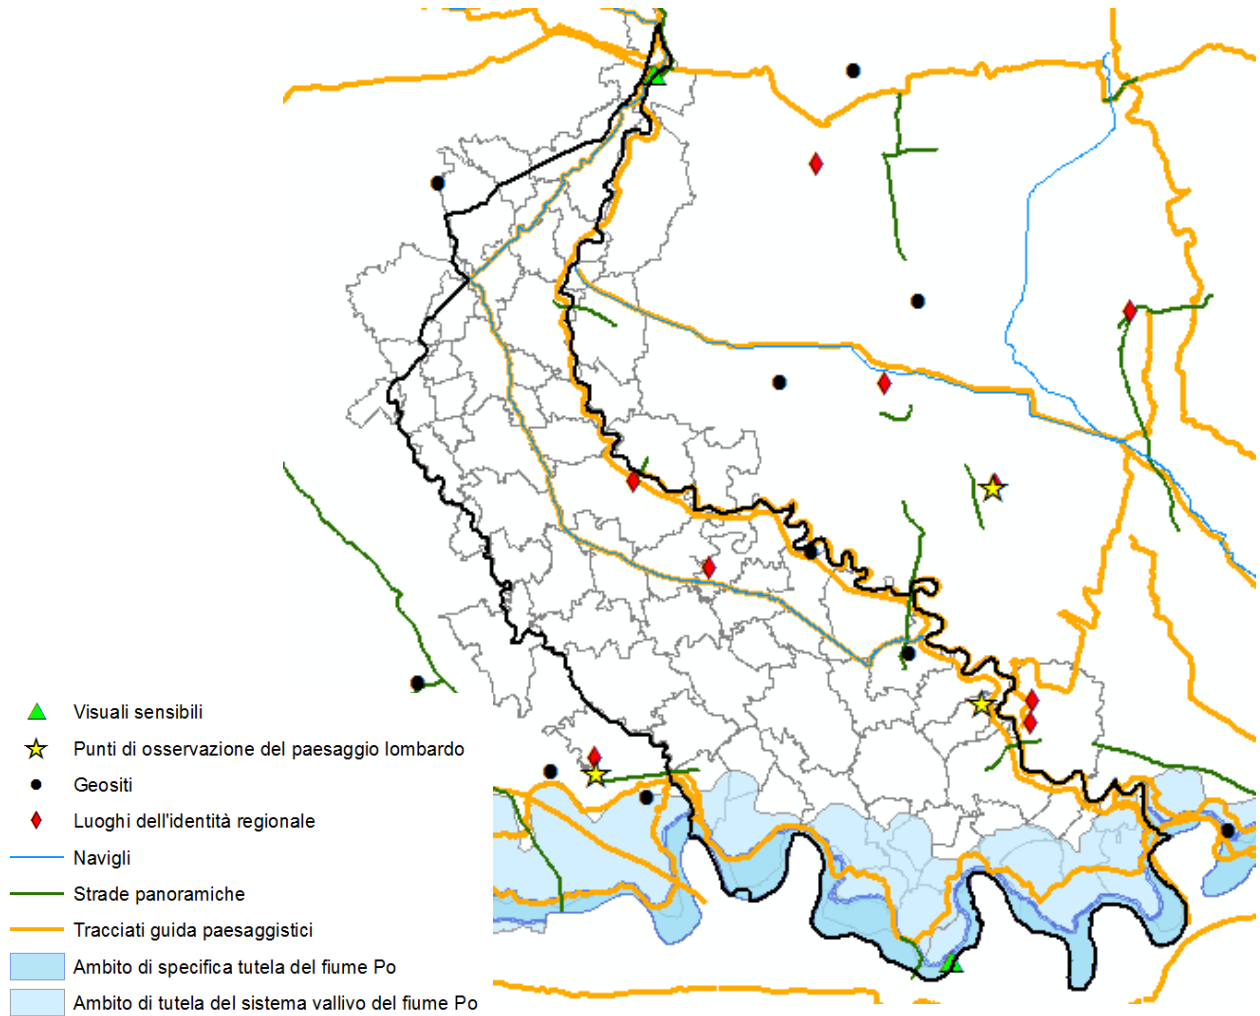 Visuali sensibili
Punti di osservazione del paesaggio lombardo
Geositi
Luoghi dell'identità regionale
Navigli
Strade panoramiche
Tracciati guida paesaggistici
Ambito di specifica tutela del fiume Po
Ambito di tutela del sistema vallivo del fiume Po